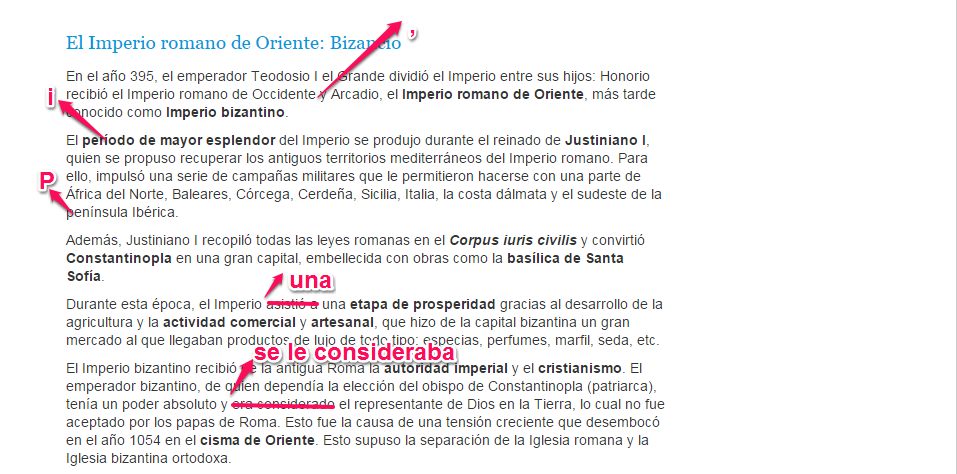 El Imperio romano de Oriente: Bizancio ,
En el año 395, el emperador Teodosio I el Grande dividió el Imperio entre sus hijos: Honorio
recibió el Imperio romano de Occidente y Arcadio, el Imperio romano de Oriente, más tarde
i
conocido como Imperio bizantino.
El período de mayor esplendor del Imperio se produjo durante el reinado de Justiniano I,
quien se propuso recuperar los antiguos territorios mediterráneos del Imperio romano. Para
P
ello, impulsó una serie de campañas militares que le permitieron hacerse con una parte de
África del Norte, Baleares, Córcega, Cerdeña, Sicilia, Italia, la costa dálmata y el sudeste de la
península Ibérica.
Además, Justiniano I recopiló todas las leyes romanas en el Corpus iuris civilis y convirtió
Constantinopla en una gran capital, embellecida con obras como la basílica de Santa
Sofía.
una
Durante esta época, el Imperio asistió a una etapa de prosperidad gracias al desarrollo de la
agricultura y la actividad comercial y artesanal, que hizo de la capital bizantina un gran
mercado al que llegaban productos de lujo de todo tipo: especias, perfumes, marfil, seda, etc.
se le consideraba
El Imperio bizantino recibió de la antigua Roma la autoridad imperial y el cristianismo. El
emperador bizantino, de quien dependía la elección del obispo de Constantinopla (patriarca),
tenía un poder absoluto y era considerado el representante de Dios en la Tierra, lo cual no fue
aceptado por los papas de Roma. Esto fue la causa de una tensión creciente que desembocó
en el año 1054 en el cisma de Oriente. Esto supuso la separación de la Iglesia romana y la
Iglesia bizantina ortodoxa.